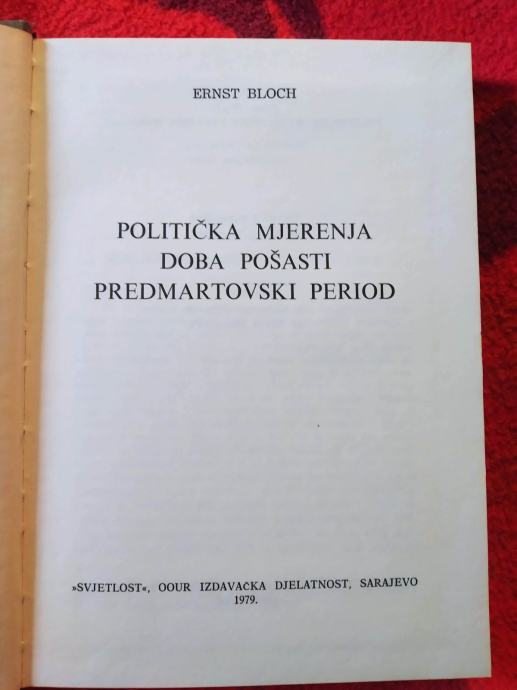 ERNST BLOCH
POLITIČKA MJERENJA
DOBA POŠASTI
PREDMARTOVSKI PERIOD
»SVJETLOST«, OOUR IZDAVAČKA DJELATNOST, SARAJEVO
1979.